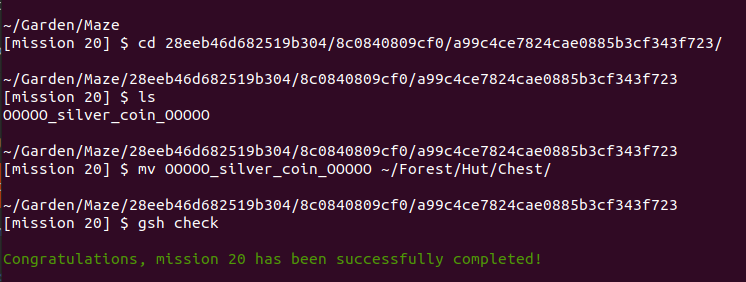 ~/Garden/Maze
[mission 20] $ cd 28eeb46d682519b304/8c0840809cf0/a99c4ce7824cae0885b3cf343f723/
~/Garden/Maze/28eeb46d682519b304/8c0840809cf0/a99c4ce7824cae0885b3cf343f723
[mission 20] $ ls
OOOOO_silver_coin_OOOOO
~/Garden/Maze/28eeb46d682519b304/8c0840809cf0/a99c4ce7824cae0885b3cf343f723
[mission 20] $ mv OOOOO_silver_coin_OOOOO ~/Forest/Hut/Chest/
~/Garden/Maze/28eeb46d682519b304/8c0840809cf0/a99c4ce7824cae0885b3cf343f723
[mission 20] $ gsh check
Congratulations, mission 20 has been successfully completed!